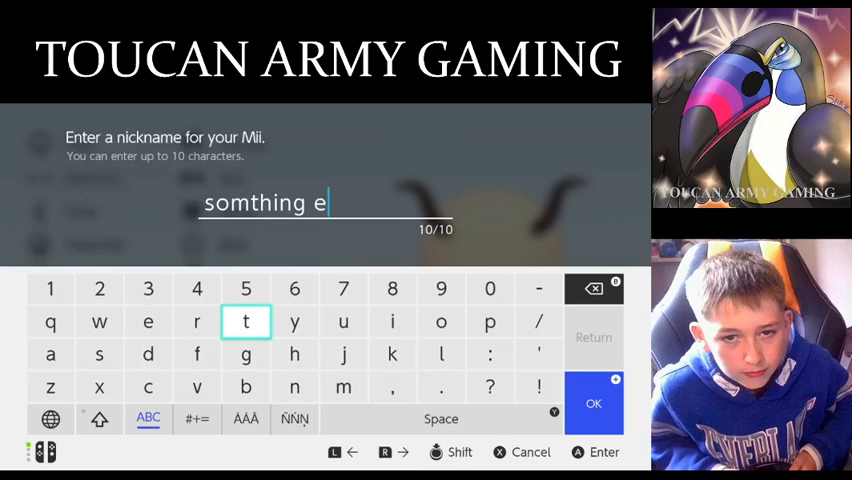 TOUCAN ARMY GAMING
Enter a nickname for your Mii.
You can enter up to 10 characters.
somthing e
10/10
1 2 3 4 5 6 7 8 9 0 -
q w e r t y u i o p /
Return
a s d f g h j k l : '
z x c v b n m , . ? !
OK
ABC #+= ÀÁÂ ÑŃŅ Space
L ← R → Shift X Cancel A Enter
B
+
Y
TOUCAN ARMY GAMING
EVERLAST